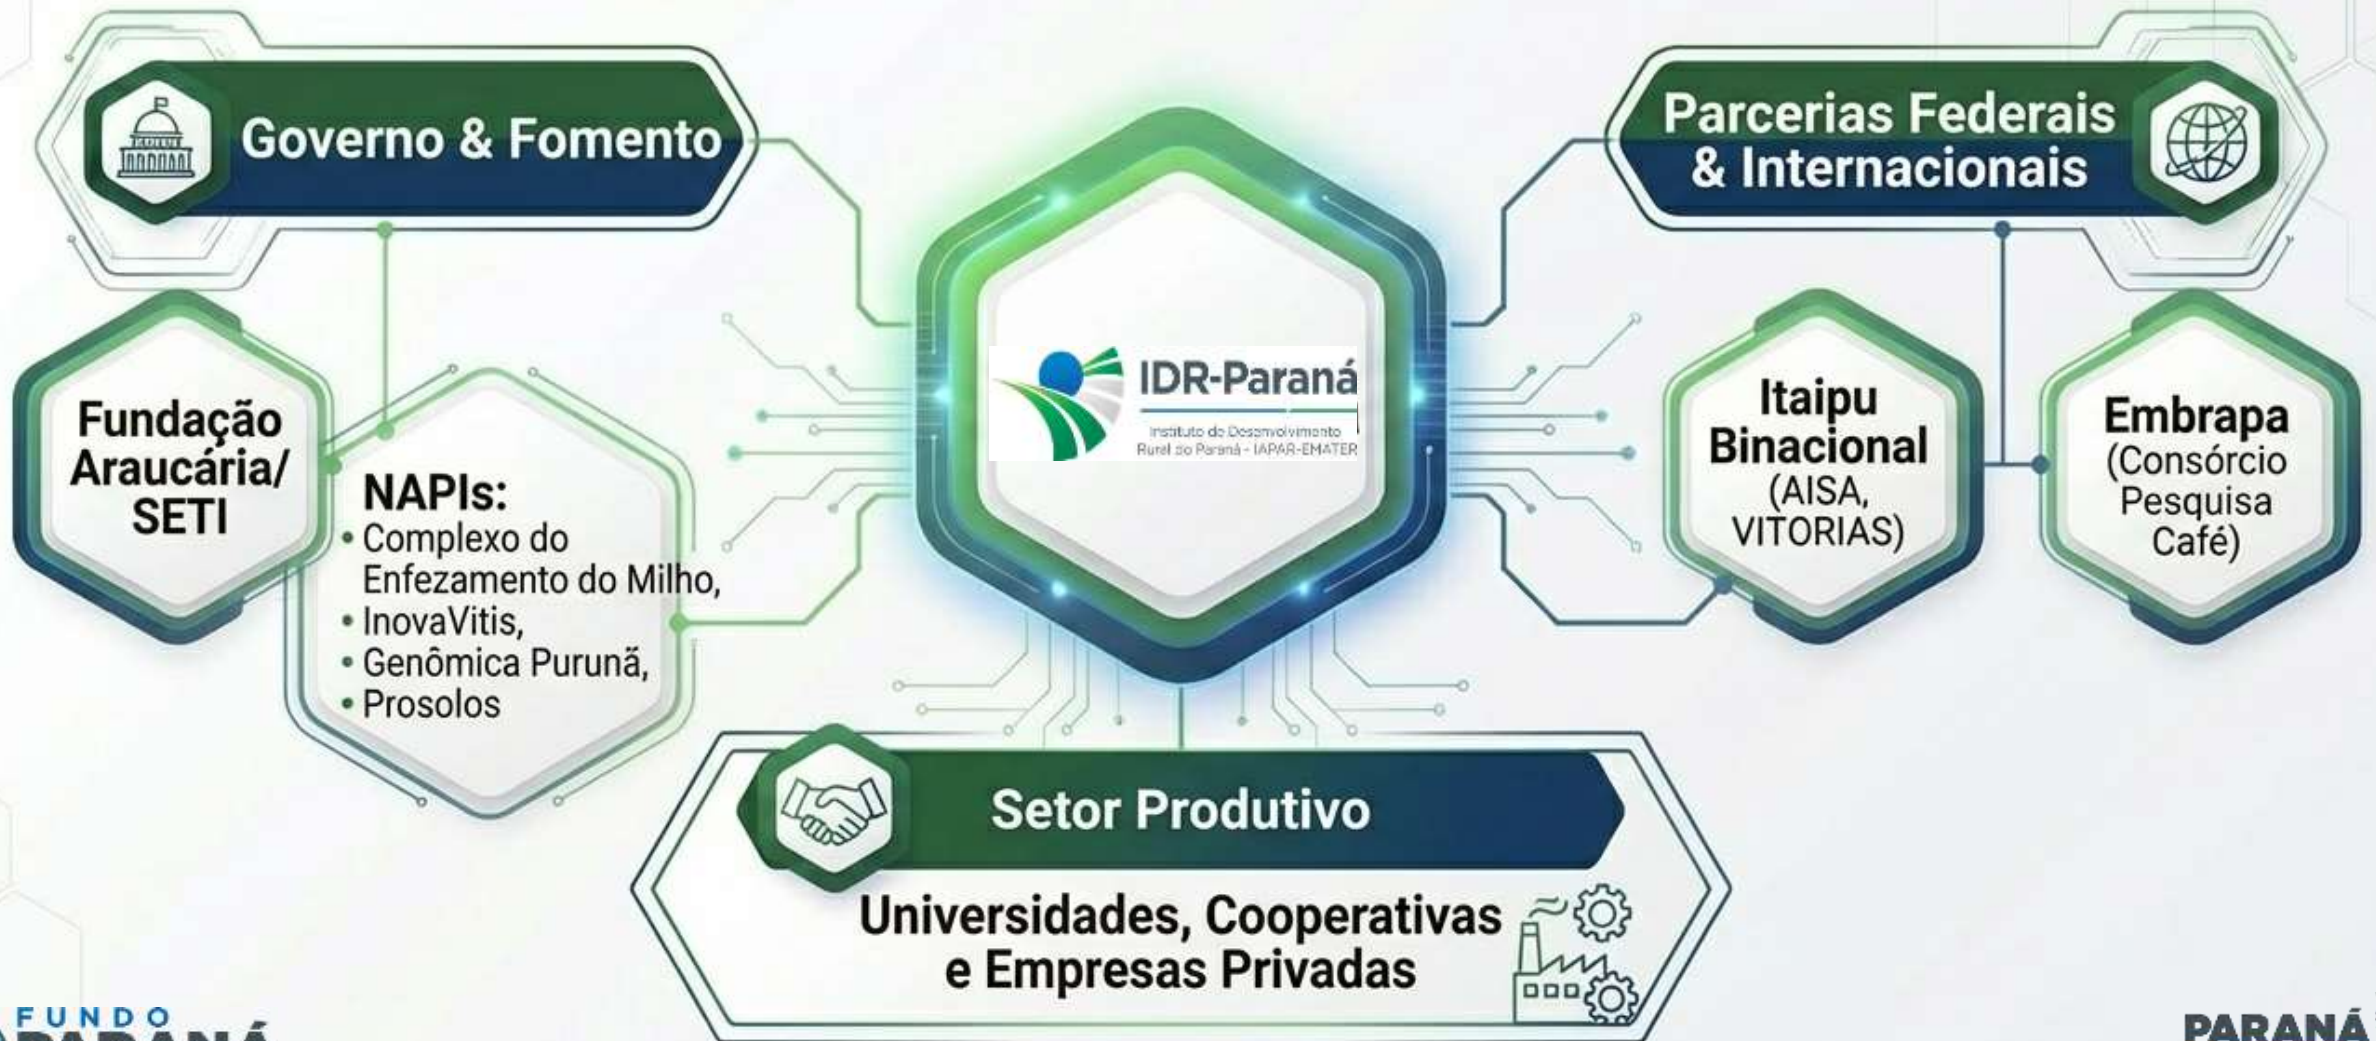 Governo & Fomento
Fundação
Araucária/
SETI
NAPIs:
• Complexo do
Enfezamento do Milho,
• InovaVitis,
• Genômica Purunã,
• Prosolos
IDR-Paraná
Instituto de Desenvolvimento
Rural do Paraná - IAPAR-EMATER
Parcerias Federais
& Internacionais
Itaipu
Binacional
(AISA,
VITORIAS)
Embrapa
(Consórcio
Pesquisa
Café)
Setor Produtivo
Universidades, Cooperativas
e Empresas Privadas
FUNDO
PARANÁ
PARANÁ